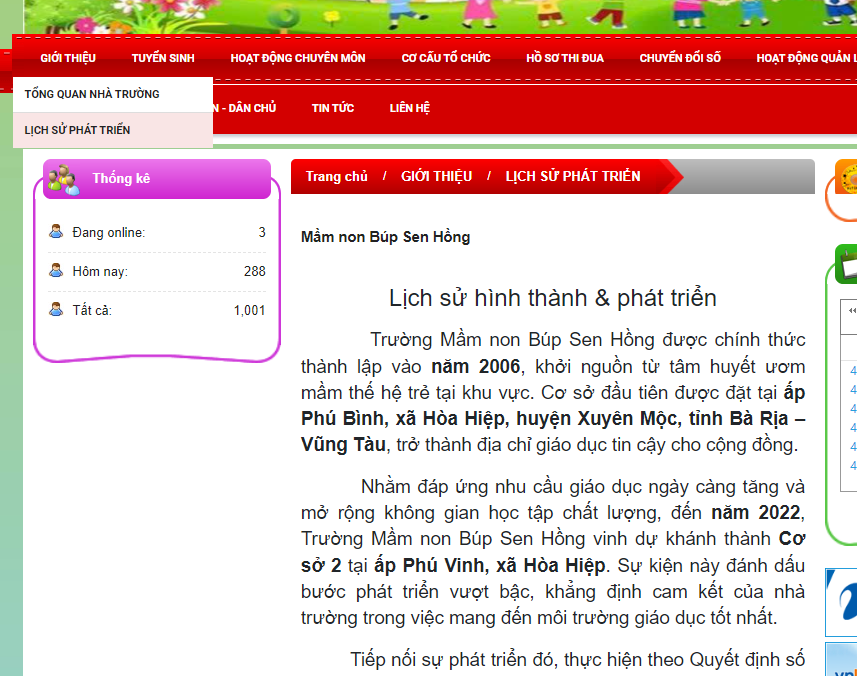 GIỚI THIỆU TUYỂN SINH HOẠT ĐỘNG CHUYÊN MÔN CƠ CẤU TỔ CHỨC HỒ SƠ THI ĐUA CHUYỂN ĐỔI SỐ HOẠT ĐỘNG QUẢN
TỔNG QUAN NHÀ TRƯỜNG
N - DÂN CHỦ TIN TỨC LIÊN HỆ
LỊCH SỬ PHÁT TRIỂN
Thống kê
Đang online: 3
Hôm nay: 288
Tất cả: 1,001
Trang chủ / GIỚI THIỆU / LỊCH SỬ PHÁT TRIỂN
Mầm non Búp Sen Hồng
Lịch sử hình thành & phát triển
Trường Mầm non Búp Sen Hồng được chính thức
thành lập vào năm 2006, khởi nguồn từ tâm huyết ươm
mầm thế hệ trẻ tại khu vực. Cơ sở đầu tiên được đặt tại ấp
Phú Bình, xã Hòa Hiệp, huyện Xuyên Mộc, tỉnh Bà Rịa –
Vũng Tàu, trở thành địa chỉ giáo dục tin cậy cho cộng đồng.
Nhằm đáp ứng nhu cầu giáo dục ngày càng tăng và
mở rộng không gian học tập chất lượng, đến năm 2022,
Trường Mầm non Búp Sen Hồng vinh dự khánh thành Cơ
sở 2 tại ấp Phú Vinh, xã Hòa Hiệp. Sự kiện này đánh dấu
bước phát triển vượt bậc, khẳng định cam kết của nhà
trường trong việc mang đến môi trường giáo dục tốt nhất.
Tiếp nối sự phát triển đó, thực hiện theo Quyết định số
4
4
4
4
4
4